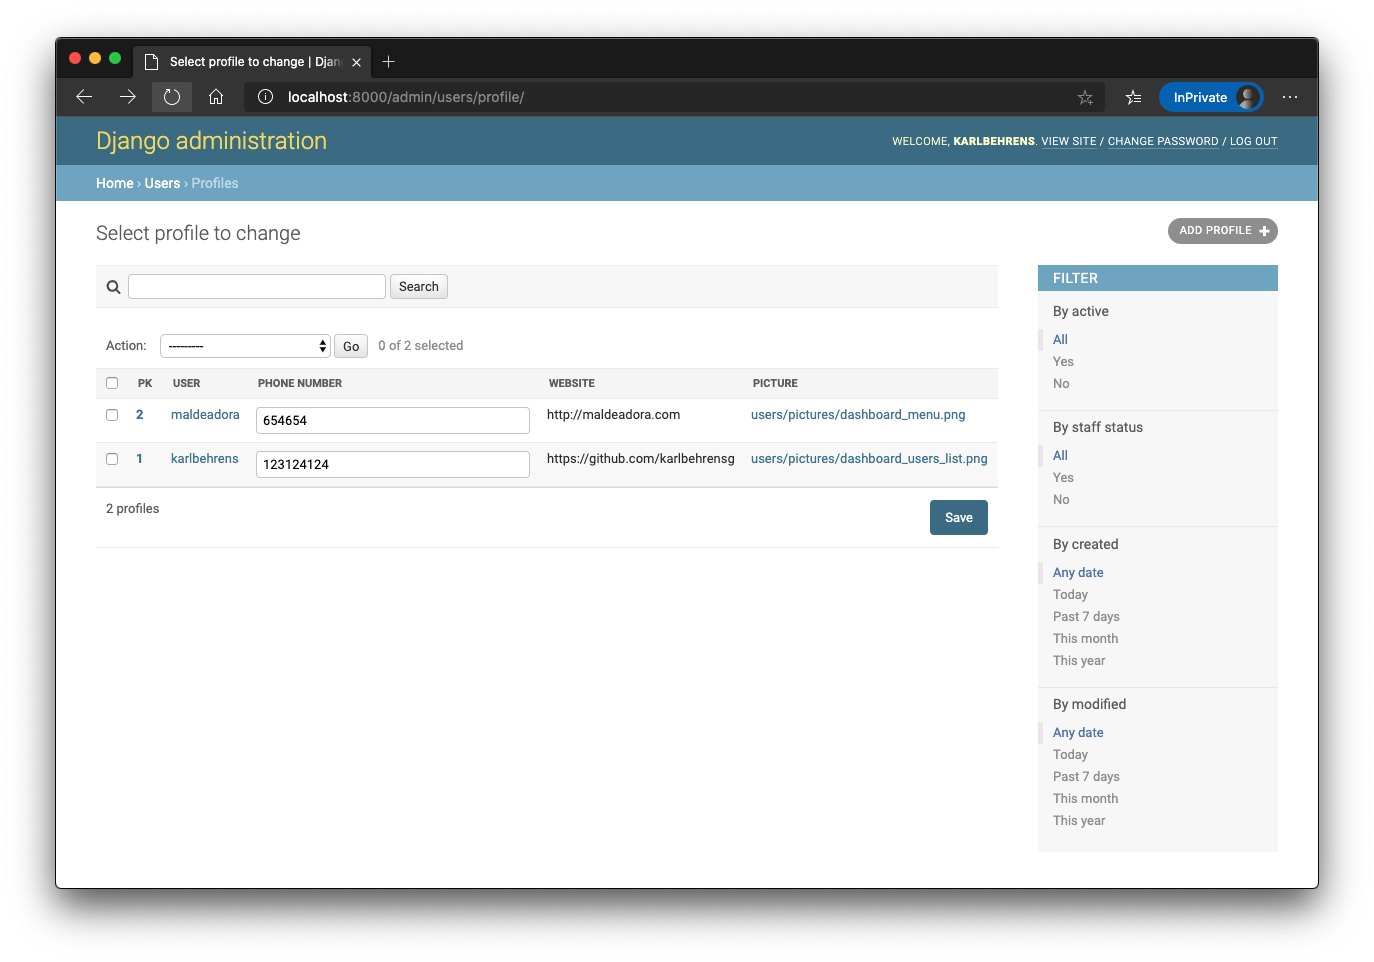 Select profile to change | Djan
localhost:8000/admin/users/profile/
InPrivate
Django administration
WELCOME, KARLBEHRENS. VIEW SITE / CHANGE PASSWORD / LOG OUT
Home › Users › Profiles
Select profile to change
ADD PROFILE
Search
Action: --------- Go 0 of 2 selected
PK USER PHONE NUMBER WEBSITE PICTURE
2 maldeadora 654654 http://maldeadora.com users/pictures/dashboard_menu.png
1 karlbehrens 123124124 https://github.com/karlbehrensg users/pictures/dashboard_users_list.png
2 profiles
Save
FILTER
By active
All
Yes
No
By staff status
All
Yes
No
By created
Any date
Today
Past 7 days
This month
This year
By modified
Any date
Today
Past 7 days
This month
This year